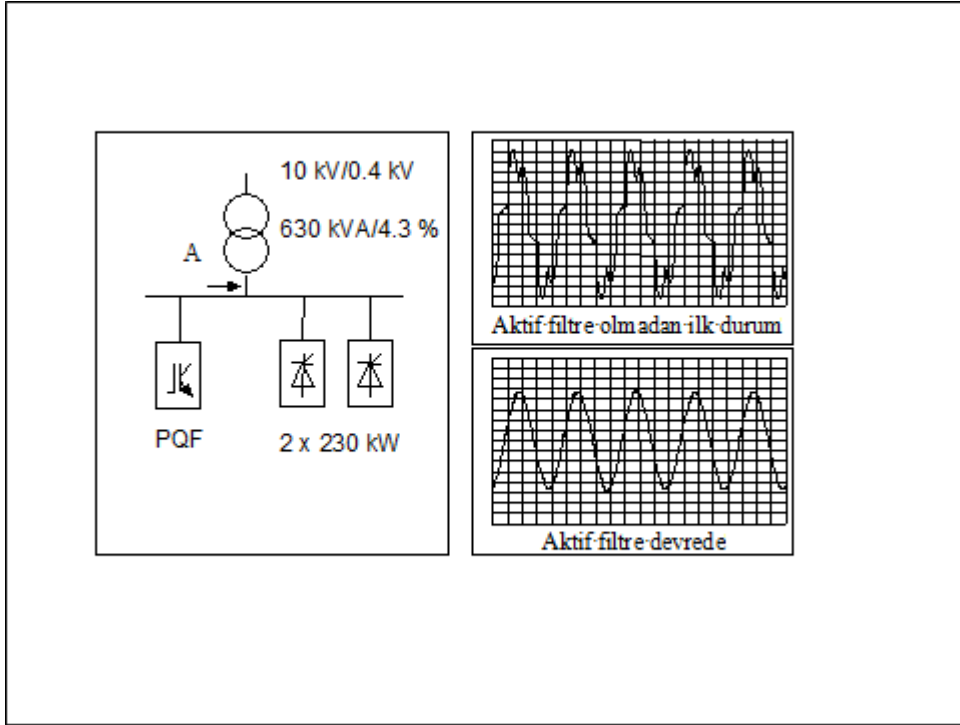 10 kV/0.4 kV
630 kVA/4.3 %
A
PQF
2 x 230 kW
Aktif·filtre·olmadan·ilk·durum
Aktif·filtre·devrede